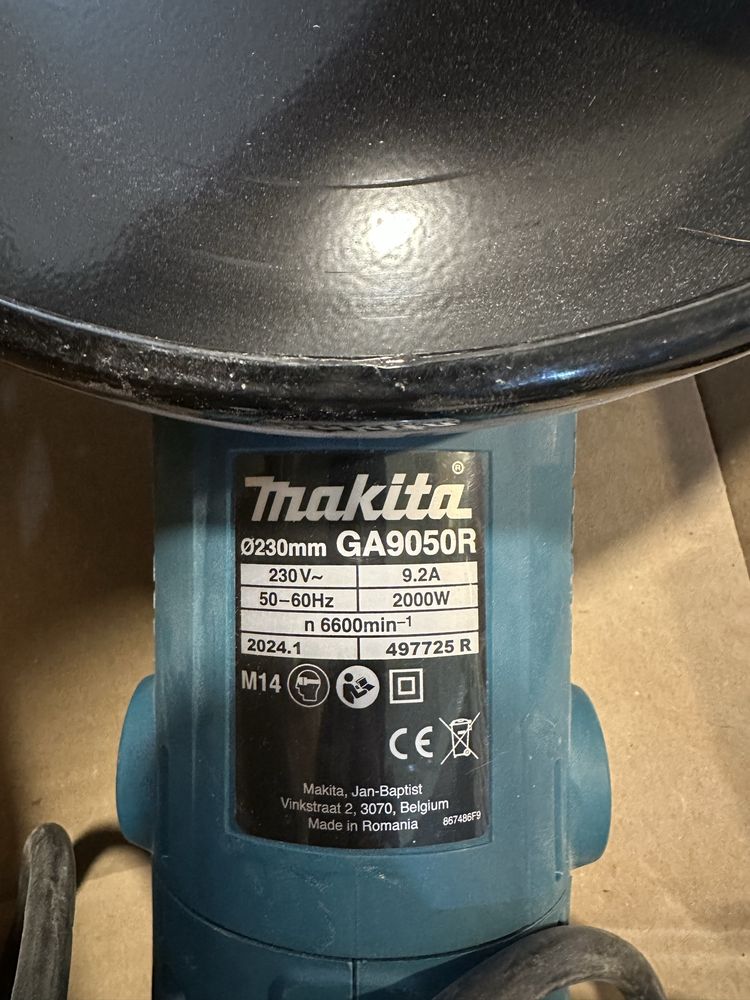 makita®
Ø230mm GA9050R
230V~ 9.2A
50–60Hz 2000W
n 6600min⁻¹
2024.1 497725 R
M14
CE
Makita, Jan-Baptist
Vinkstraat 2, 3070, Belgium
Made in Romania 867486F9